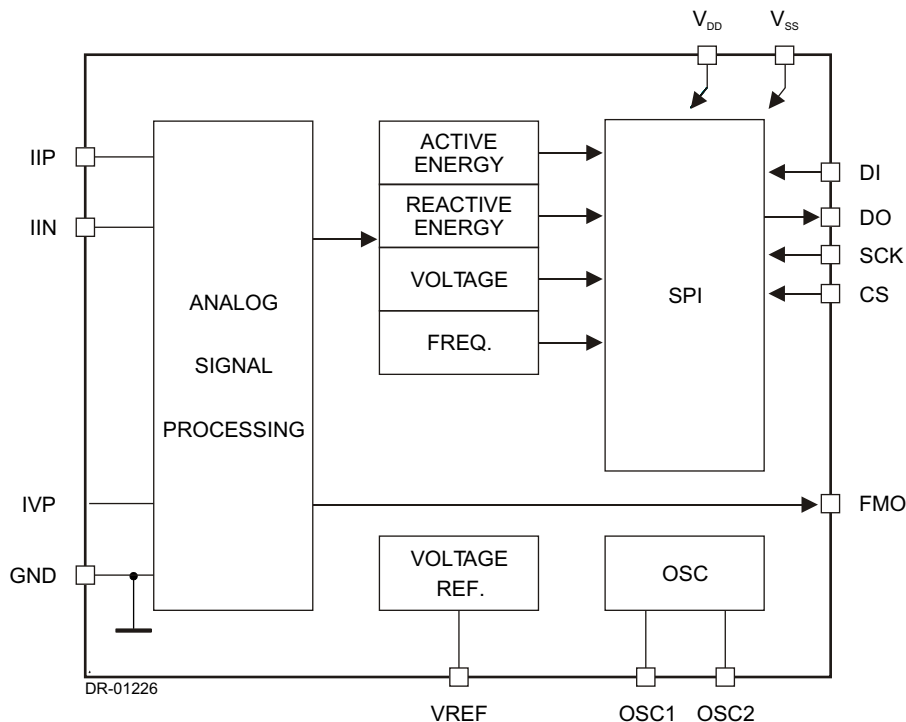 VDD
VSS
IIP
IIN
IVP
GND
ANALOG
SIGNAL
PROCESSING
ACTIVE
ENERGY
REACTIVE
ENERGY
VOLTAGE
FREQ.
SPI
DI
DO
SCK
CS
FMO
VOLTAGE
REF.
OSC
DR-01226
VREF
OSC1
OSC2